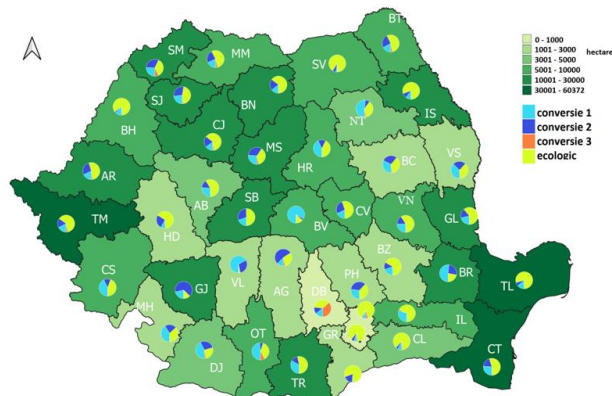 BT
SM
MM
SV
0 - 1000
1001 - 3000
3001 - 5000
5001 - 10000
10001 - 30000
30001 - 60372
hectare
SJ
BN
IS
BH
CJ
NT
conversie 1
conversie 2
conversie 3
ecologic
MS
HR
BC
VS
AR
AB
TM
HD
SB
BV
CV
VN
GL
CS
BZ
GJ
VL
AG
PH
BR
TL
MH
DB
IL
OT
GR
CL
CT
DJ
TR